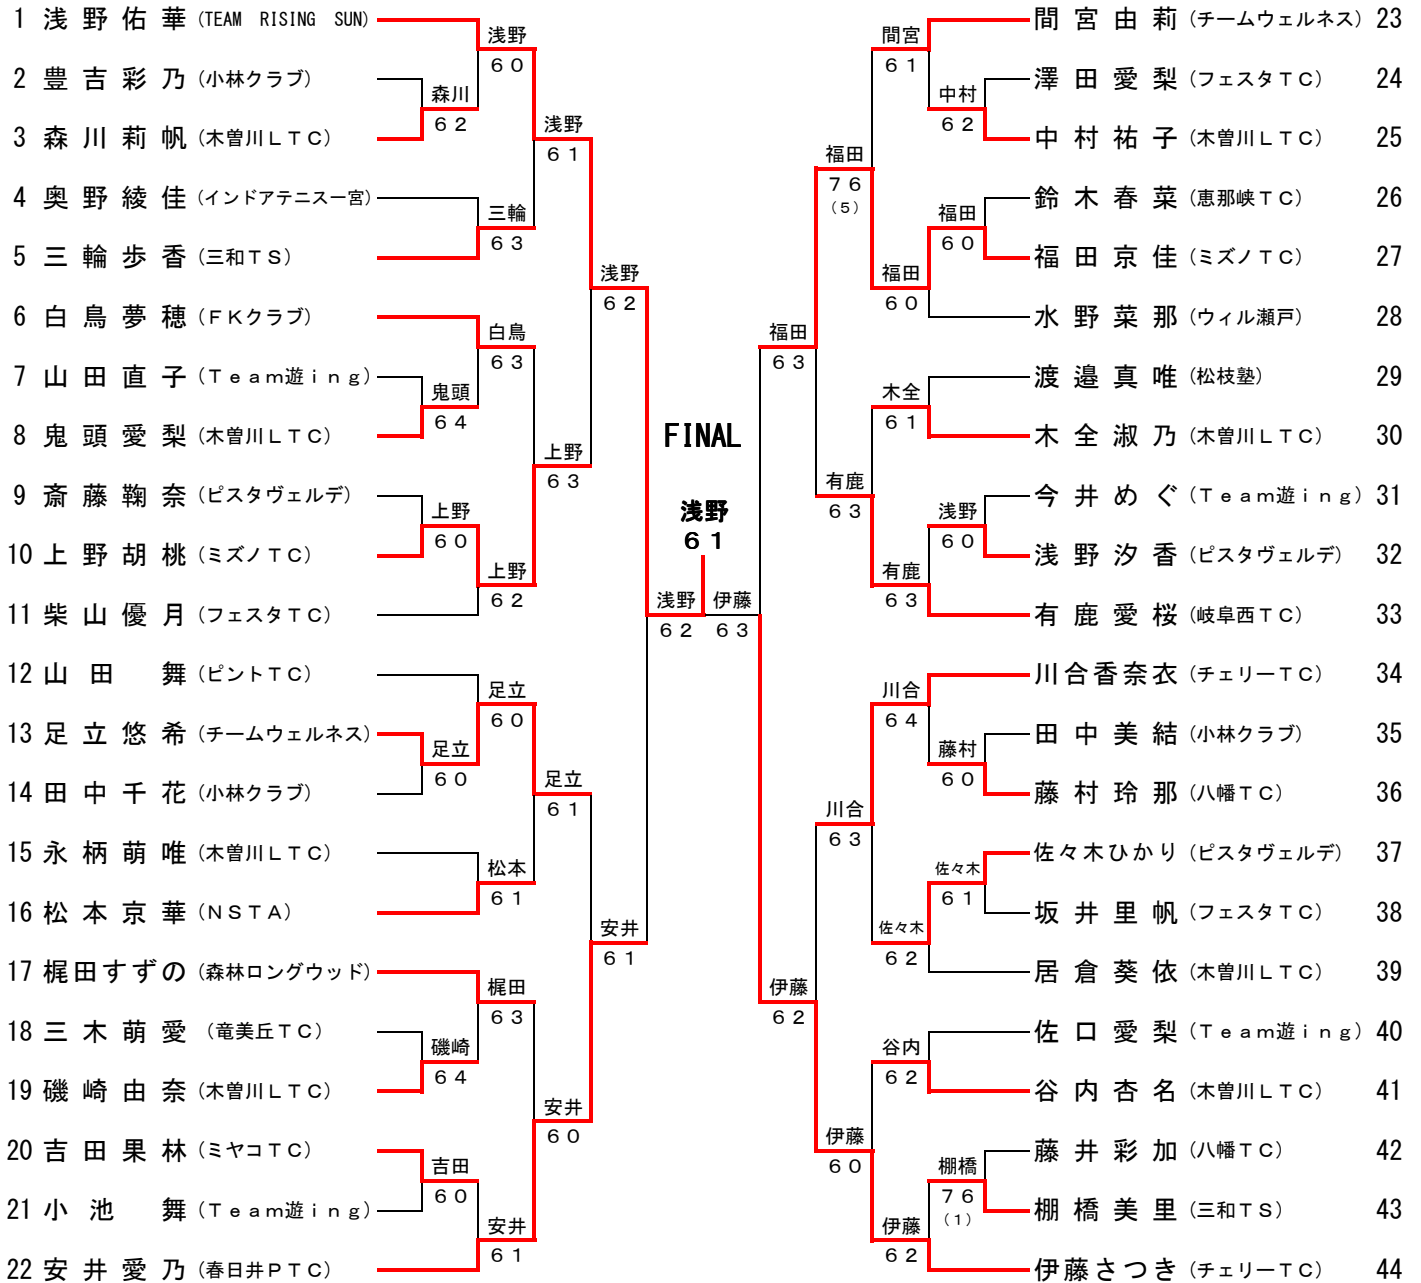 1 浅野佑華 (TEAM RISING SUN)
2 豊吉彩乃 (小林クラブ)
3 森川莉帆 (木曽川LTC)
4 奥野綾佳 (インドアテニス一宮)
5 三輪歩香 (三和TS)
6 白鳥夢穂 (FKクラブ)
7 山田直子 (Team遊ing)
8 鬼頭愛梨 (木曽川LTC)
9 斎藤鞠奈 (ピスタヴェルデ)
10 上野胡桃 (ミズノTC)
11 柴山優月 (フェスタTC)
12 山田 舞 (ピントTC)
13 足立悠希 (チームウェルネス)
14 田中千花 (小林クラブ)
15 永柄萌唯 (木曽川LTC)
16 松本京華 (NSTA)
17 梶田すずの (森林ロングウッド)
18 三木萌愛 (竜美丘TC)
19 磯崎由奈 (木曽川LTC)
20 吉田果林 (ミヤコTC)
21 小池 舞 (Team遊ing)
22 安井愛乃 (春日井PTC)
森川
62
鬼頭
64
上野
60
足立
60
磯崎
64
吉田
60
浅野
60
三輪
63
白鳥
63
上野
62
足立
60
松本
61
梶田
63
安井
61
浅野
61
上野
63
足立
61
安井
60
浅野
62
安井
61
浅野
62
FINAL
浅野
61
伊藤
63
福田
63
伊藤
62
福田
76
(5)
有鹿
63
川合
63
伊藤
60
間宮
61
福田
60
木全
61
有鹿
63
川合
64
佐々木
62
谷内
62
伊藤
62
中村
62
福田
60
浅野
60
藤村
60
佐々木
61
棚橋
76
(1)
間宮由莉 (チームウェルネス) 23
澤田愛梨 (フェスタTC) 24
中村祐子 (木曽川LTC) 25
鈴木春菜 (恵那峡TC) 26
福田京佳 (ミズノTC) 27
水野菜那 (ウィル瀬戸) 28
渡邉真唯 (松枝塾) 29
木全淑乃 (木曽川LTC) 30
今井めぐ (Team遊ing) 31
浅野汐香 (ピスタヴェルデ) 32
有鹿愛桜 (岐阜西TC) 33
川合香奈衣 (チェリーTC) 34
田中美結 (小林クラブ) 35
藤村玲那 (八幡TC) 36
佐々木ひかり (ピスタヴェルデ) 37
坂井里帆 (フェスタTC) 38
居倉葵依 (木曽川LTC) 39
佐口愛梨 (Team遊ing) 40
谷内杏名 (木曽川LTC) 41
藤井彩加 (八幡TC) 42
棚橋美里 (三和TS) 43
伊藤さつき (チェリーTC) 44